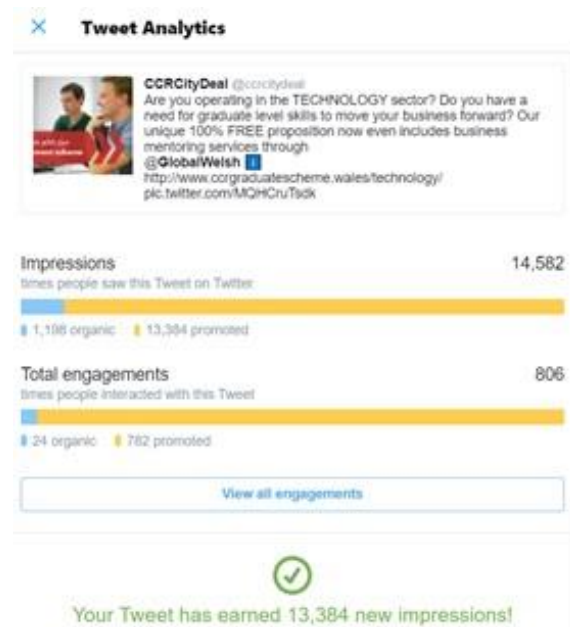 Tweet Analytics
CCRCityDeal @ccrcitydeal
Are you operating in the TECHNOLOGY sector? Do you have a
need for graduate level skills to move your business forward? Our
unique 100% FREE proposition now even includes business
mentoring services through
@GlobalWelsh
http://www.ccrgraduatescheme.wales/technology/
pic.twitter.com/MQHCruTsdk
Impressions 14,582
times people saw this Tweet on Twitter
1,198 organic 13,384 promoted
Total engagements 806
times people interacted with this Tweet
24 organic 782 promoted
View all engagements
Your Tweet has earned 13,384 new impressions!